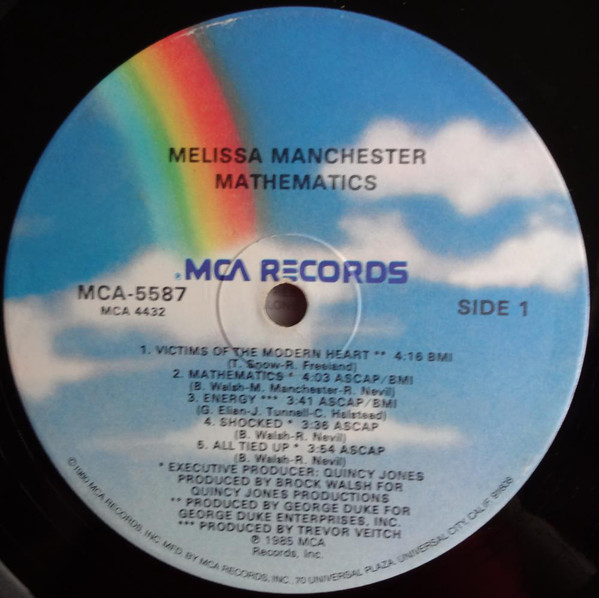 MELISSA MANCHESTER
MATHEMATICS
®MCA RECORDS
MCA-5587
MCA 4432
SIDE 1
1. VICTIMS OF THE MODERN HEART ** 4:16 BMI
(T. Snow-R. Freeland)
2. MATHEMATICS * 4:03 ASCAP/BMI
(B. Walsh-M. Manchester-R. Nevil)
3. ENERGY *** 3:41 ASCAP/BMI
(G. Elian-J. Tunnell-C. Halstead)
4. SHOCKED * 3:36 ASCAP
(B. Walsh-R. Nevil)
5. ALL TIED UP * 3:54 ASCAP
(B. Walsh-R. Nevil)
* EXECUTIVE PRODUCER: QUINCY JONES
PRODUCED BY BROCK WALSH FOR
QUINCY JONES PRODUCTIONS
** PRODUCED BY GEORGE DUKE FOR
GEORGE DUKE ENTERPRISES, INC.
*** PRODUCED BY TREVOR VEITCH
℗ 1985 MCA
Records, Inc.
©1980 MCA RECORDS, INC. MFD. BY MCA RECORDS, INC. 70 UNIVERSAL PLAZA, UNIVERSAL CITY, CALIF.